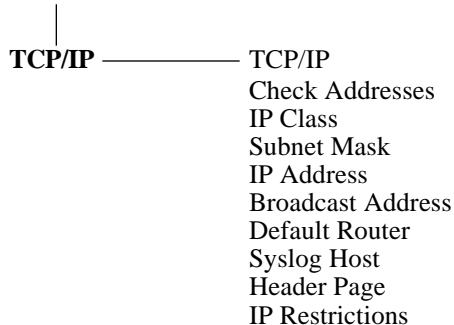 TCP/IP TCP/IP
Check Addresses
IP Class
Subnet Mask
IP Address
Broadcast Address
Default Router
Syslog Host
Header Page
IP Restrictions